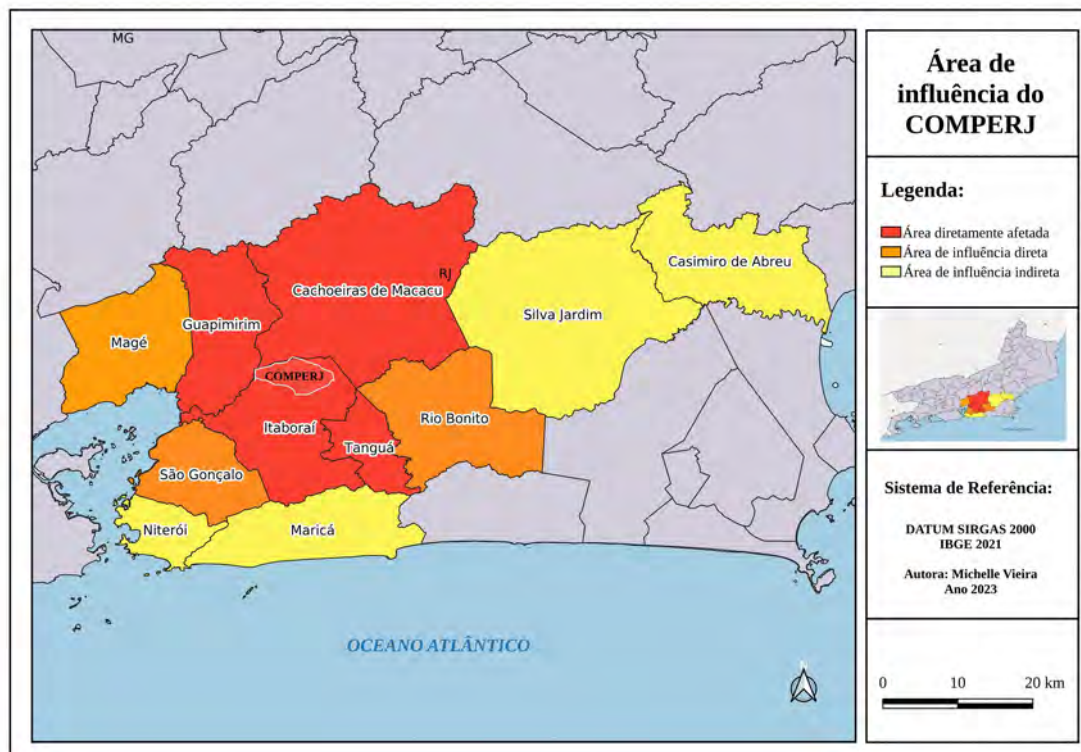 MG
RJ
Cachoeiras de Macacu
Casimiro de Abreu
Silva Jardim
Guapimirim
Magé
COMPERJ
Itaboraí
Tanguá
Rio Bonito
São Gonçalo
Niterói
Maricá
OCEANO ATLÂNTICO
Área de
influência do
COMPERJ
Legenda:
Área diretamente afetada
Área de influência direta
Área de influência indireta
Sistema de Referência:
DATUM SIRGAS 2000
IBGE 2021
Autora: Michelle Vieira
Ano 2023
0 10 20 km